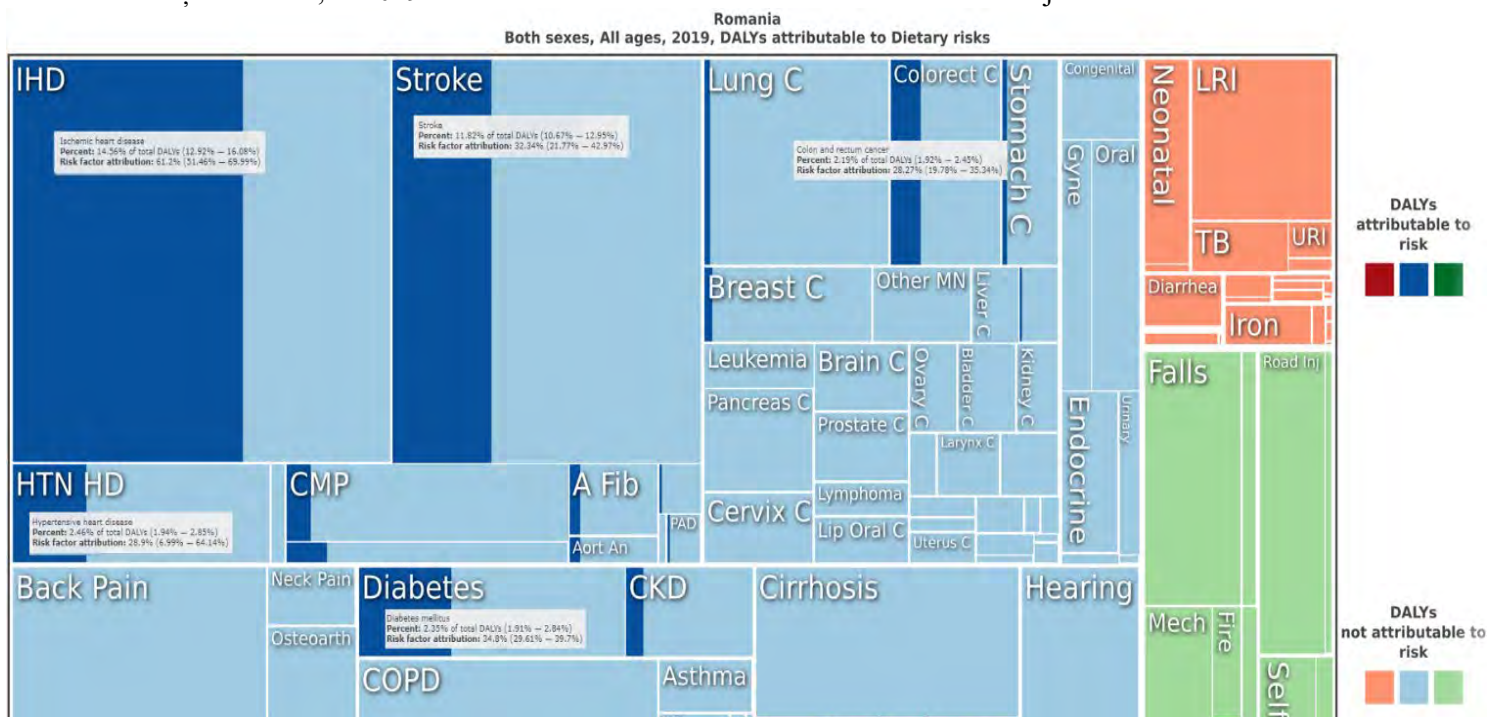 Romania
Both sexes, All ages, 2019, DALYs attributable to Dietary risks
IHD
Ischemic heart disease
Percent: 14.56% of total DALYs (12.92% — 16.08%)
Risk factor attribution: 61.2% (51.46% — 69.99%)
Stroke
Stroke
Percent: 11.82% of total DALYs (10.67% — 12.95%)
Risk factor attribution: 32.34% (21.77% — 42.97%)
Lung C
Colorect C
Colon and rectum cancer
Percent: 2.19% of total DALYs (1.92% — 2.45%)
Risk factor attribution: 28.27% (19.78% — 35.34%)
Stomach C
Congenital
Gyne
Oral
Neonatal
LRI
TB
URI
Diarrhea
Iron
Breast C
Other MN
Liver C
Leukemia
Brain C
Ovary C
Bladder C
Kidney C
Pancreas C
Prostate C
Larynx C
Lymphoma
Cervix C
Lip Oral C
Uterus C
Endocrine
Urinary
HTN HD
Hypertensive heart disease
Percent: 2.46% of total DALYs (1.94% — 2.85%)
Risk factor attribution: 28.9% (6.99% — 64.14%)
CMP
A Fib
PAD
Aort An
Back Pain
Neck Pain
Osteoarth
Diabetes
Diabetes mellitus
Percent: 2.35% of total DALYs (1.91% — 2.84%)
Risk factor attribution: 34.8% (29.61% — 39.7%)
CKD
COPD
Asthma
Cirrhosis
Hearing
Falls
Road Inj
Mech
Fire
Self
DALYs
attributable to
risk
DALYs
not attributable to
risk